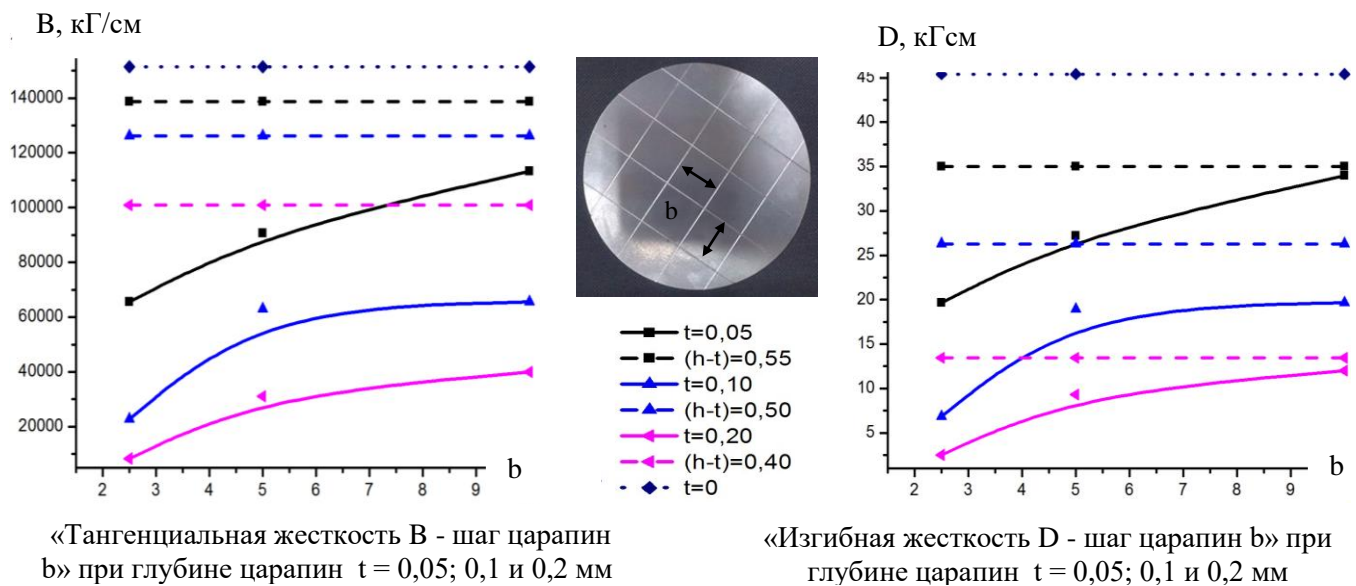 В, кГ/см
D, кГсм
140000
120000
100000
80000
60000
40000
20000
2 3 4 5 6 7 8 9
b
b
t=0,05
(h-t)=0,55
t=0,10
(h-t)=0,50
t=0,20
(h-t)=0,40
t=0
45
40
35
30
25
20
15
10
5
2 3 4 5 6 7 8 9
b
«Тангенциальная жесткость В - шаг царапин
b» при глубине царапин t = 0,05; 0,1 и 0,2 мм
«Изгибная жесткость D - шаг царапин b» при
глубине царапин t = 0,05; 0,1 и 0,2 мм